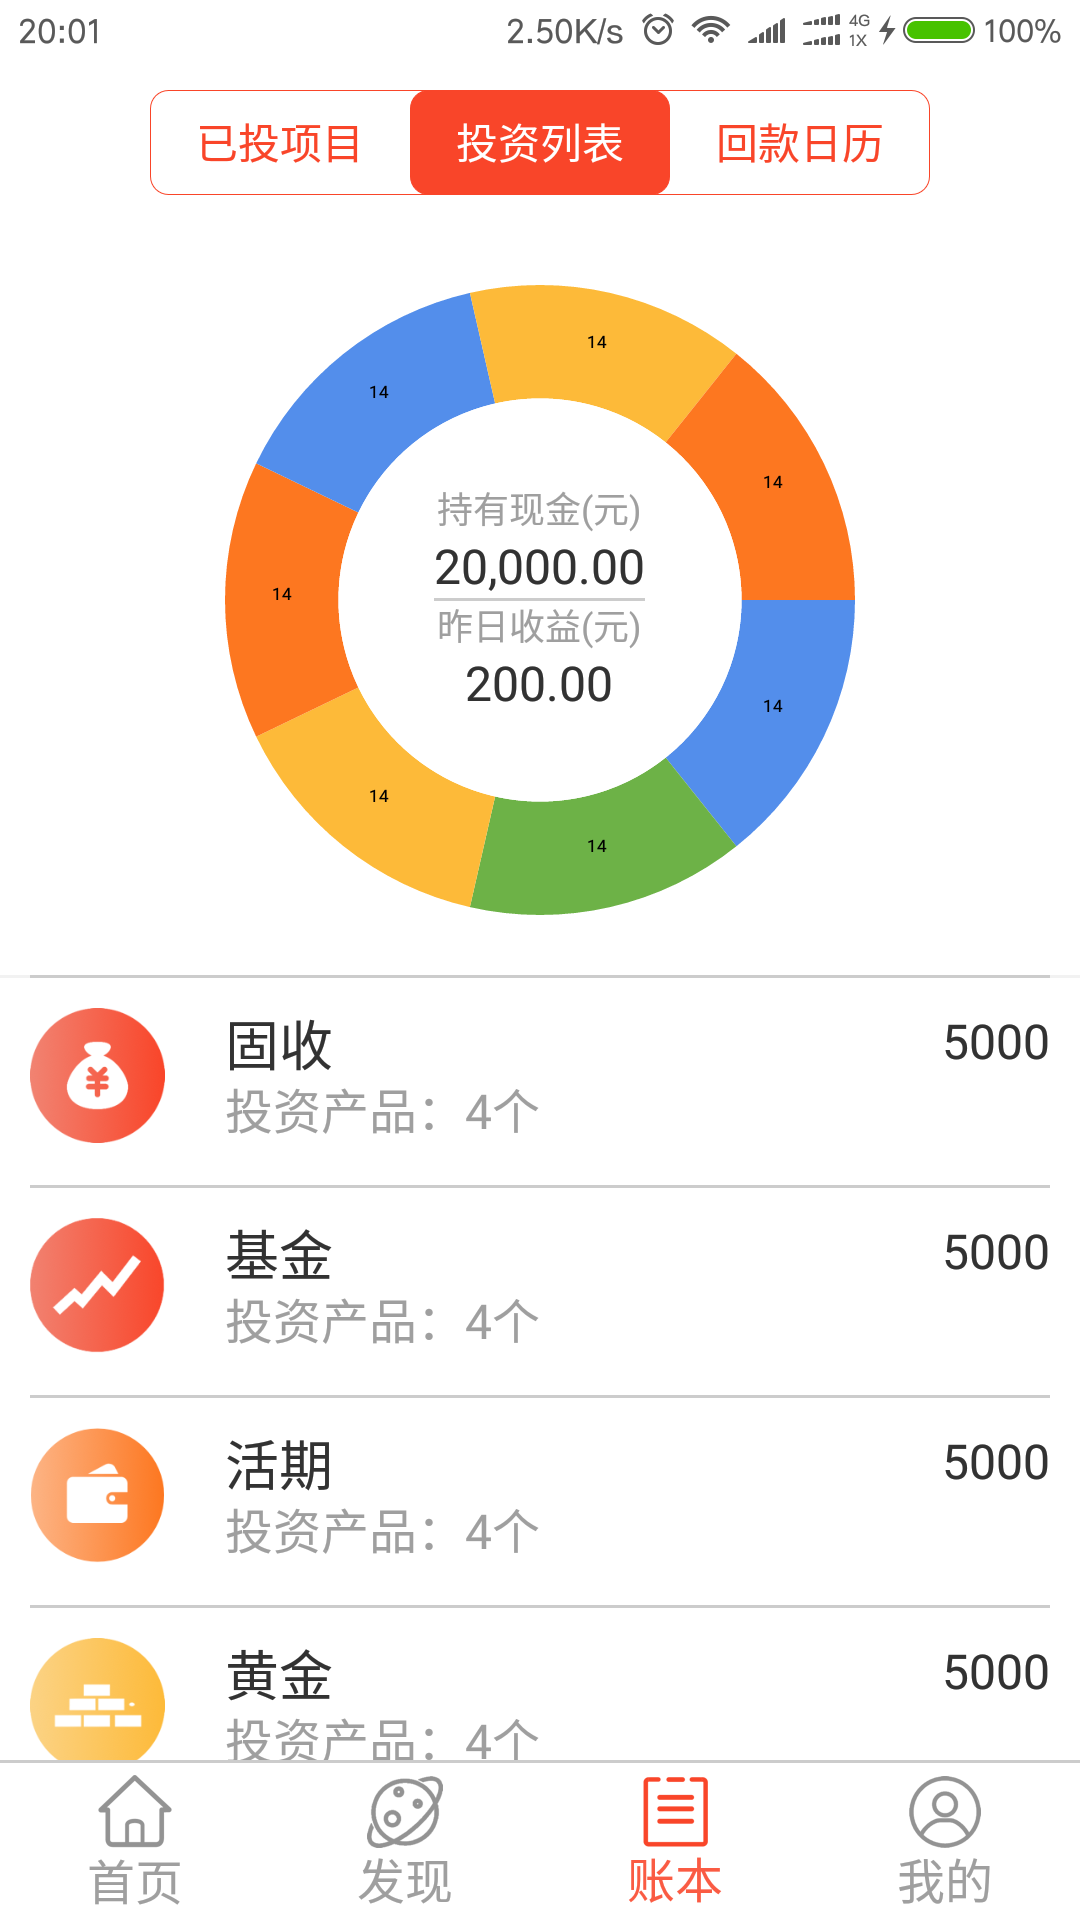 20:01 2.50K/s 4G 1X 100%
已投项目 投资列表 回款日历
14
14
14
14
14
14
14
持有现金(元)
20,000.00
昨日收益(元)
200.00
固收 5000
投资产品：4个
基金 5000
投资产品：4个
活期 5000
投资产品：4个
黄金 5000
投资产品：4个
首页 发现 账本 我的